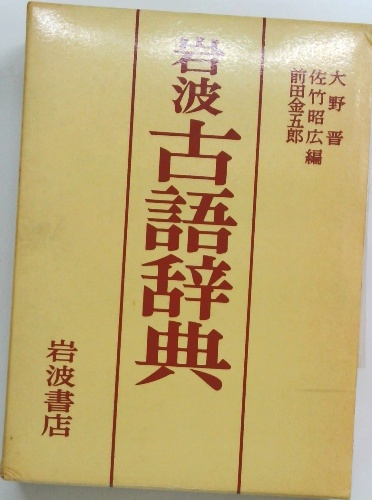 大野晋
佐竹昭広編
前田金五郎
岩波古語辞典
岩波書店